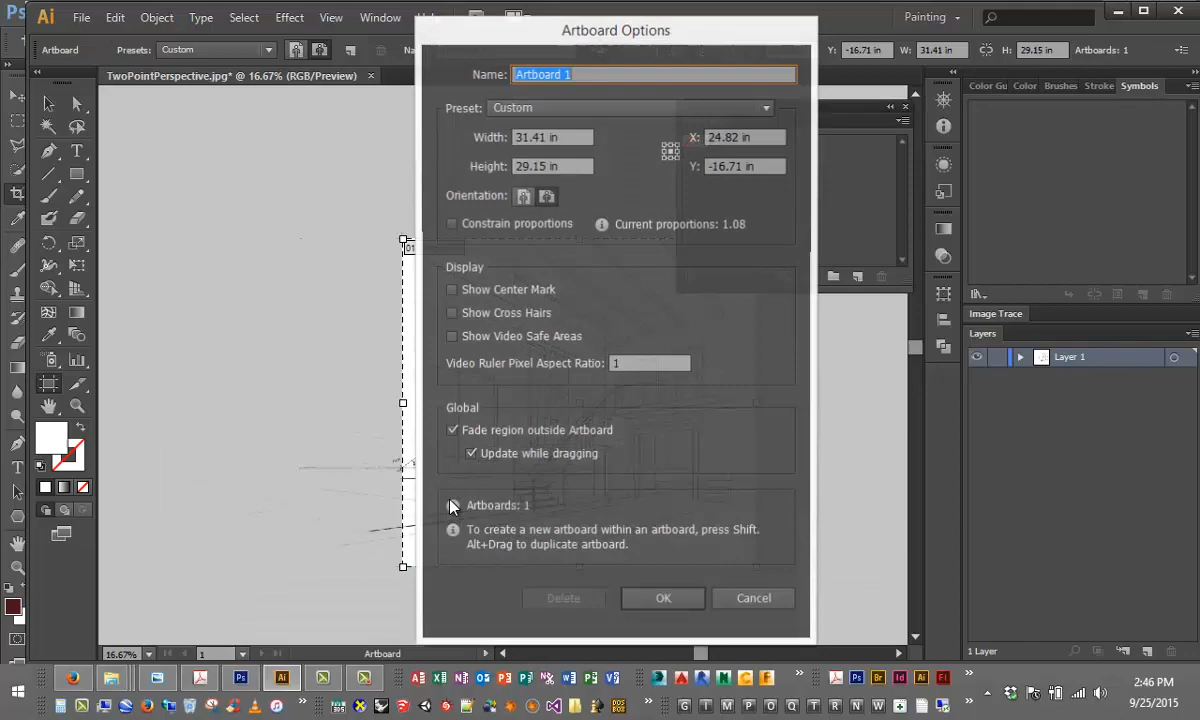 Ps
Ai File Edit Object Type Select Effect View Window Painting
Artboard Presets: Custom Y: -16.71 in W: 31.41 in H: 29.15 in Artboards: 1
TwoPointPerspective.jpg* @ 16.67% (RGB/Preview)
Artboard Options
Name: Artboard 1
Preset: Custom
Width: 31.41 in X: 24.82 in
Height: 29.15 in Y: -16.71 in
Orientation:
Constrain proportions Current proportions: 1.08
Display
Show Center Mark
Show Cross Hairs
Show Video Safe Areas
Video Ruler Pixel Aspect Ratio: 1
Global
Fade region outside Artboard
Update while dragging
Artboards: 1
To create a new artboard within an artboard, press Shift.
Alt+Drag to duplicate artboard.
Delete OK Cancel
01
Color Gu Color Brushes Stroke Symbols
Image Trace
Layers
Layer 1
1 Layer
16.67% 1 Artboard
2:46 PM
9/25/2015